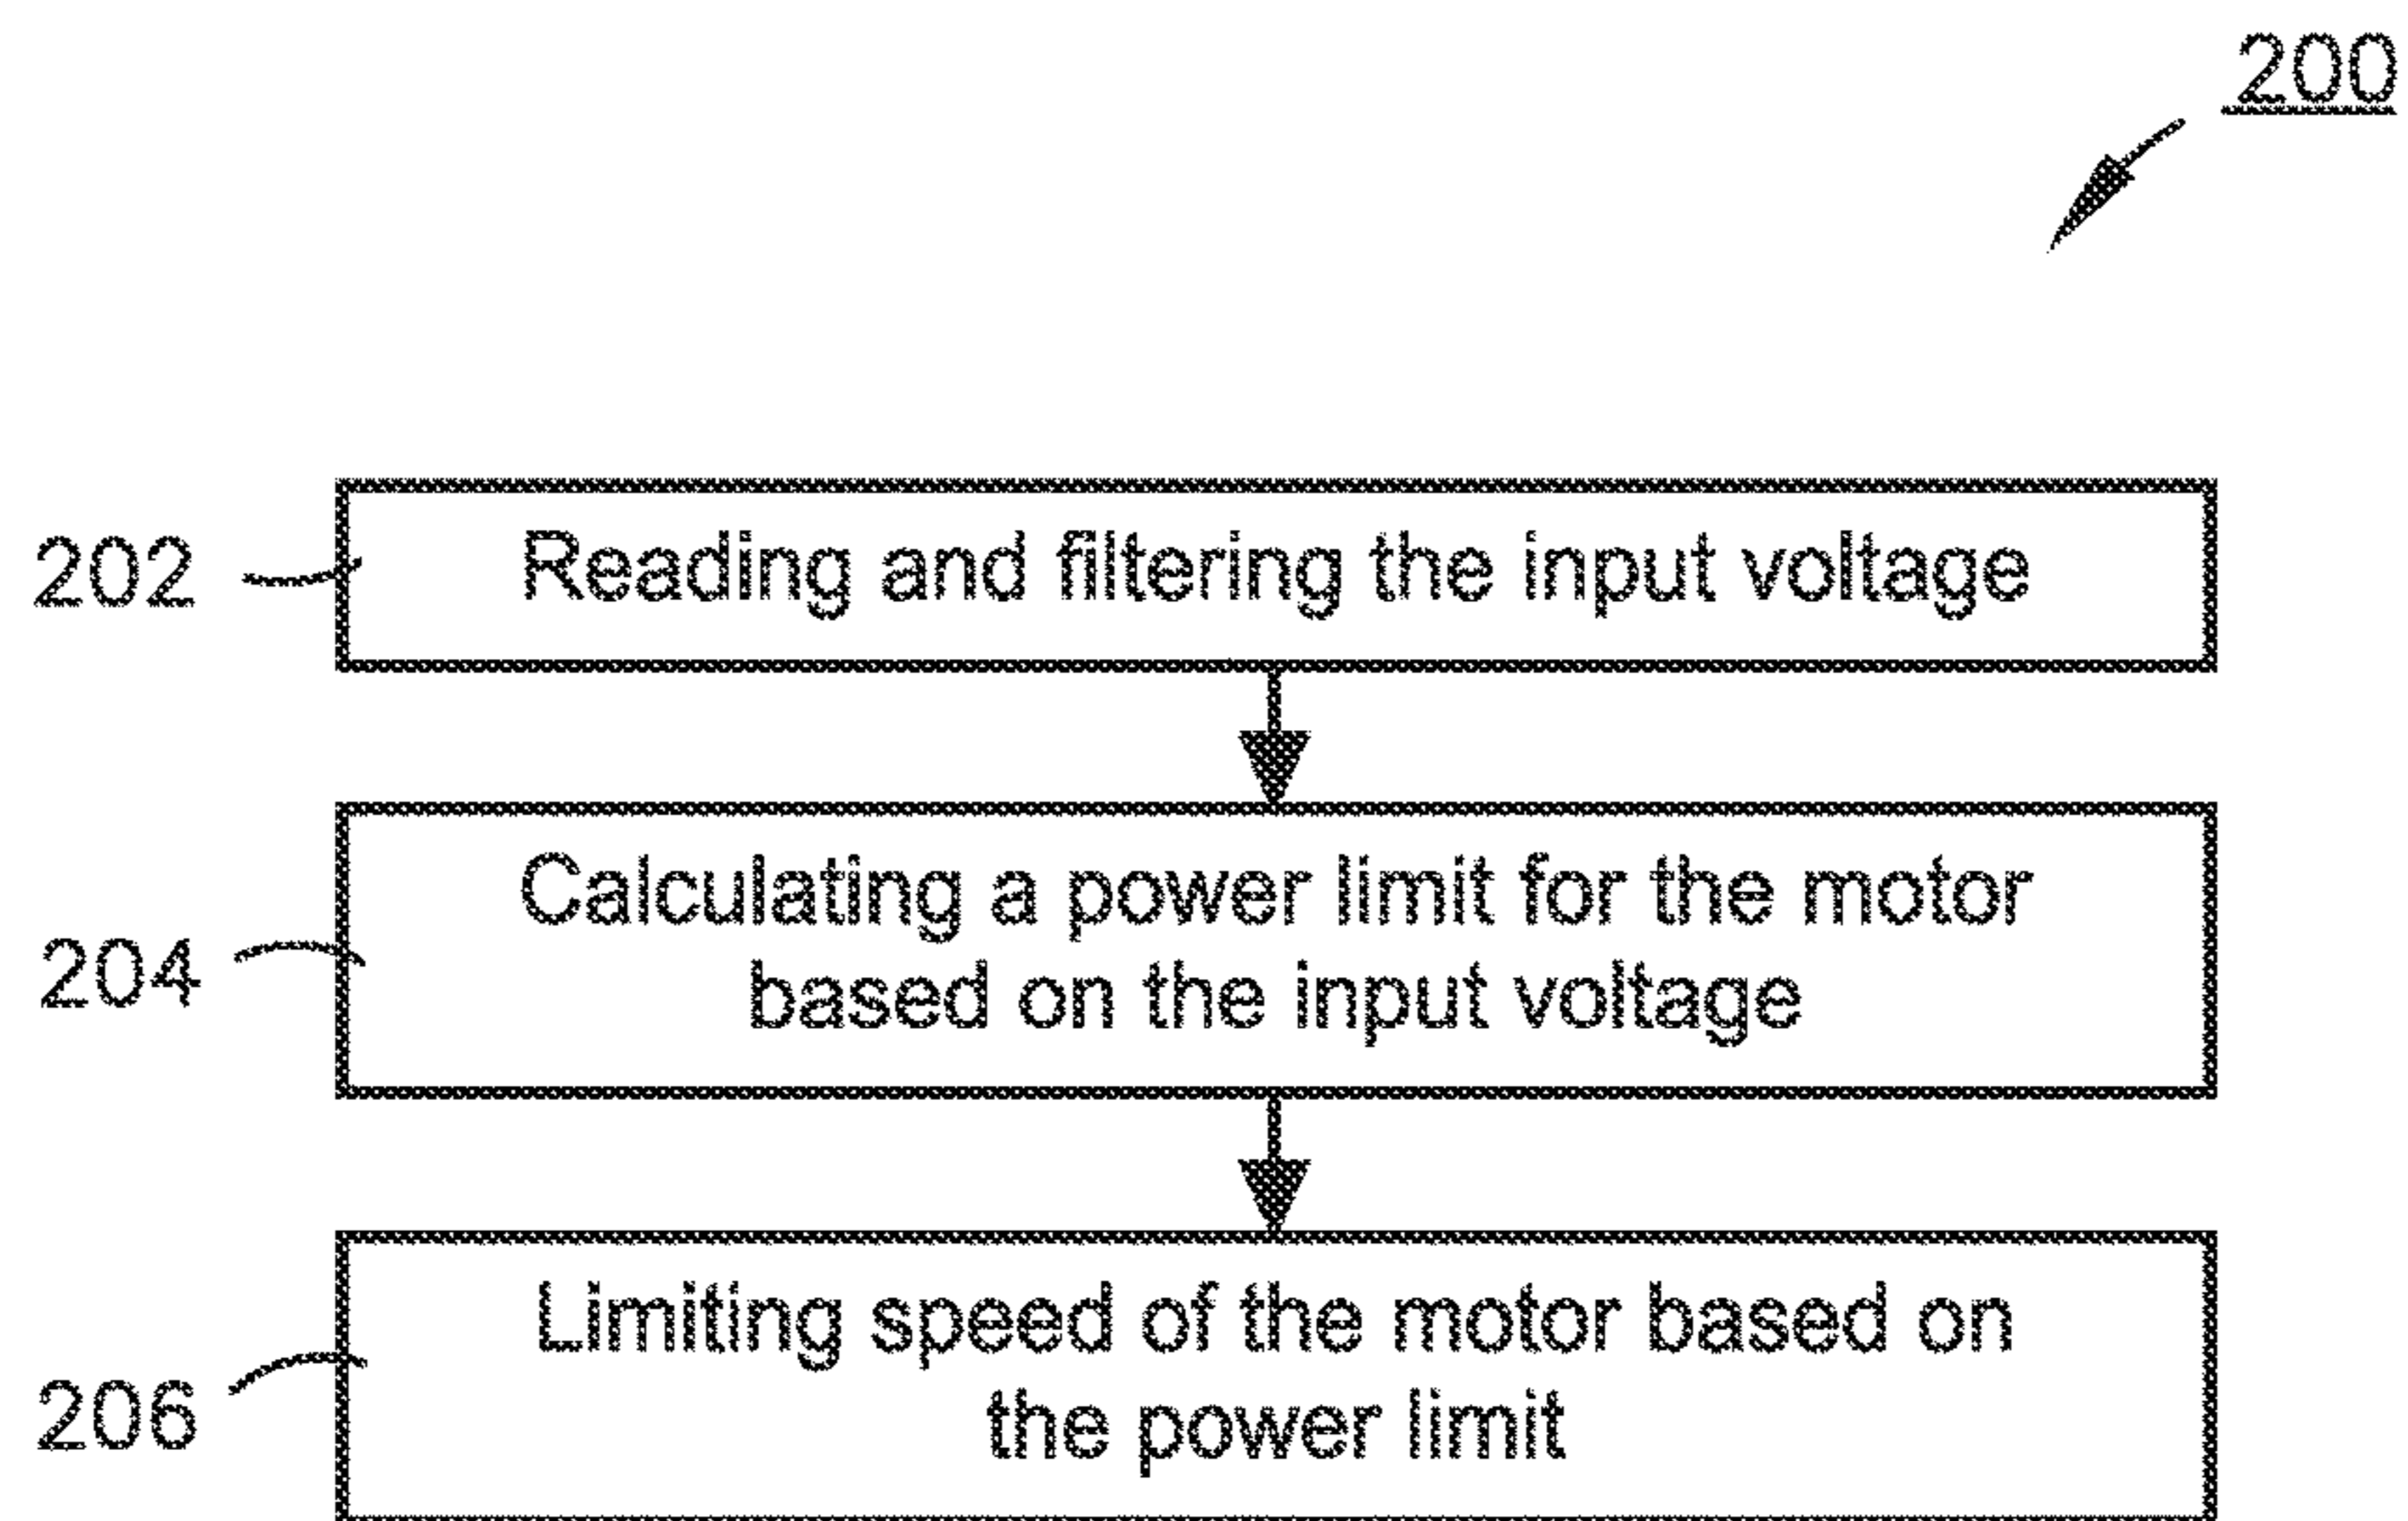 200
202
Reading and filtering the input voltage
204
Calculating a power limit for the motor
based on the input voltage
206
Limiting speed of the motor based on
the power limit